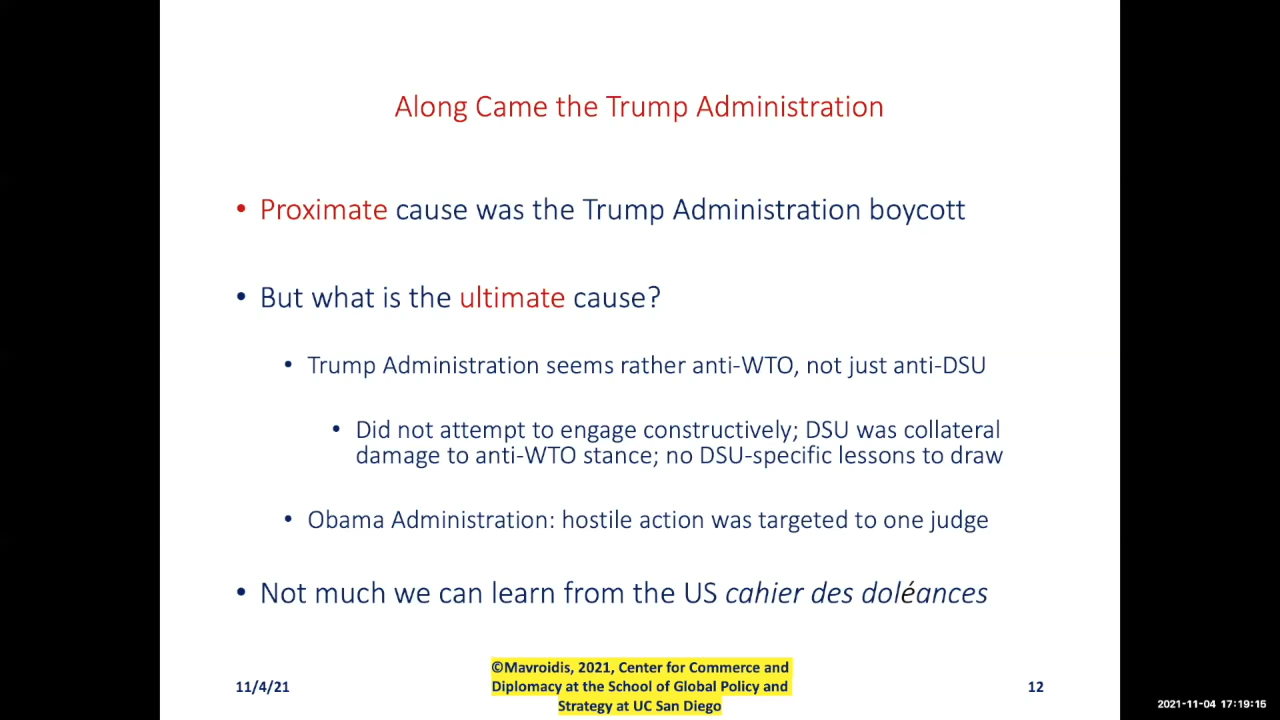 Along Came the Trump Administration
• Proximate cause was the Trump Administration boycott
• But what is the ultimate cause?
• Trump Administration seems rather anti-WTO, not just anti-DSU
• Did not attempt to engage constructively; DSU was collateral
damage to anti-WTO stance; no DSU-specific lessons to draw
• Obama Administration: hostile action was targeted to one judge
• Not much we can learn from the US cahier des doléances
11/4/21
©Mavroidis, 2021, Center for Commerce and
Diplomacy at the School of Global Policy and
Strategy at UC San Diego
12
2021-11-04 17:19:15